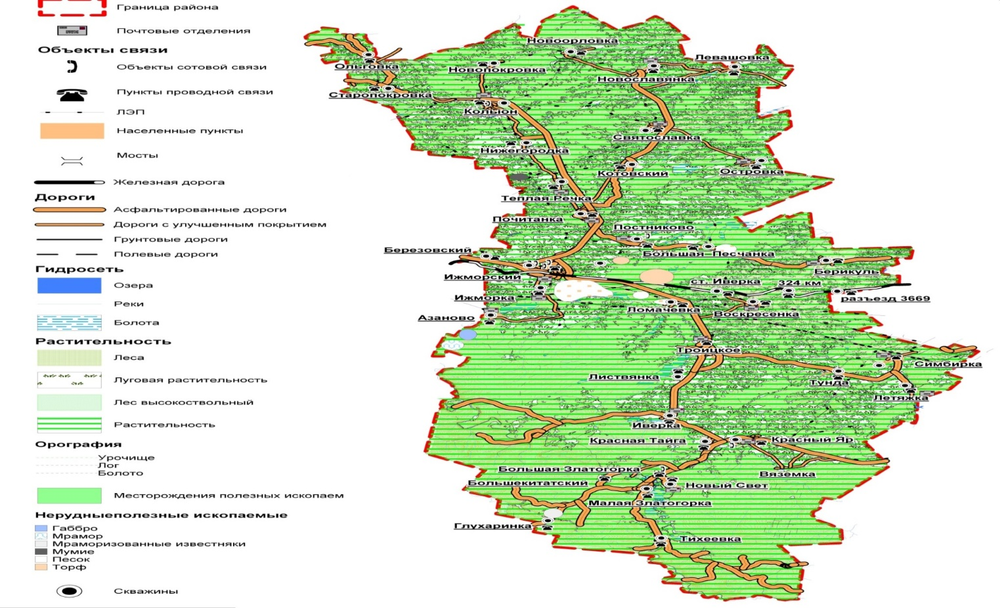 Граница района
Почтовые отделения
Объекты связи
Объекты сотовой связи
Пункты проводной связи
ЛЭП
Населенные пункты
Мосты
Железная дорога
Дороги
Асфальтированные дороги
Дороги с улучшенным покрытием
Грунтовые дороги
Полевые дороги
Гидросеть
Озера
Реки
Болота
Растительность
Леса
Луговая растительность
Лес высокоствольный
Растительность
Орография
Урочище
Лог
Болото
Месторождения полезных ископаем
Нерудныеполезные ископаемые
Габбро
Мрамор
Мраморизованные известняки
Мумие
Песок
Торф
Скважины
Новоорловка
Левашовка
Ольговка
Новопокровка
Новославянка
Старопокровка
Колыон
Святославка
Нижегородка
Котовский
Островка
Теплая Речка
Почитанка
Постниково
Березовский
Большая Песчанка
Берикуль
Ижморский
ст. Иверка
324 км
Ижморка
разъезд 3669
Ломачевка
Воскресенка
Азаново
Троицкое
Симбирка
Листвянка
Тунда
Летяжка
Иверка
Красная Тайга
Красный Яр
Большая Златогорка
Вяземка
Большекитатский
Новый Свет
Малая Златогорка
Глухаринка
Тихеевка